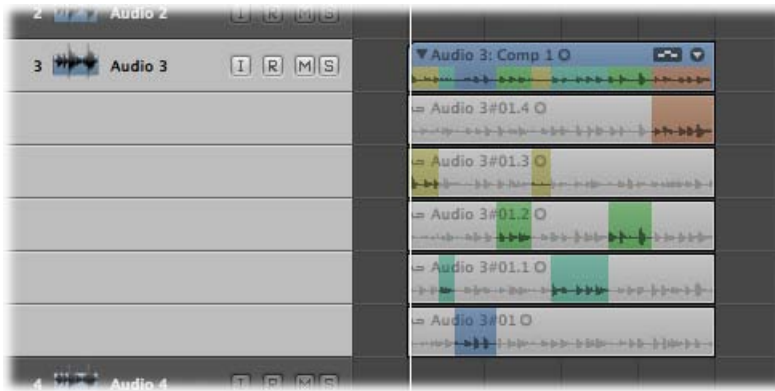 2 Audio 2 I R M S
3 Audio 3 I R M S
Audio 3: Comp 1
Audio 3#01.4
Audio 3#01.3
Audio 3#01.2
Audio 3#01.1
Audio 3#01
4 Audio 4 I R M S